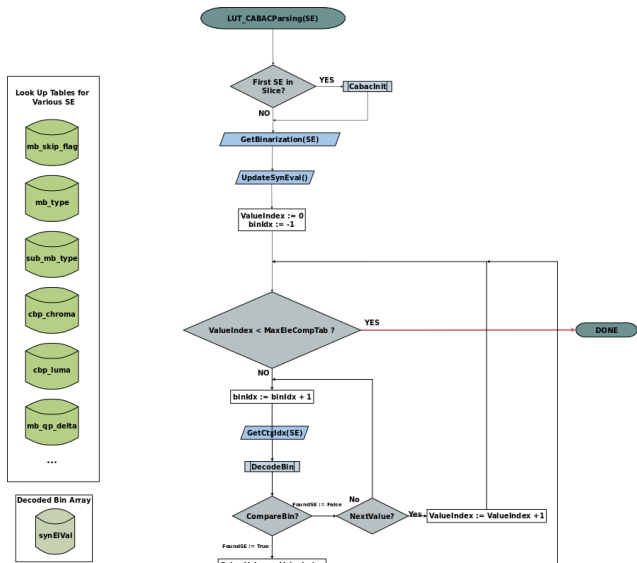 LUT_CABACParsing(SE)
First SE in
Slice?
YES
CabacInit
NO
Look Up Tables for
Various SE
mb_skip_flag
mb_type
sub_mb_type
cbp_chroma
cbp_luma
mb_qp_delta
...
Decoded Bin Array
synElVal
GetBinarization(SE)
UpdateSynEval()
ValueIndex := 0
binIdx := -1
ValueIndex < MaxEleCompTab ?
YES
DONE
NO
binIdx := binIdx + 1
GetCtxIdx(SE)
DecodeBin
CompareBin?
FoundSE := False
No
NextValue?
Yes
ValueIndex := ValueIndex +1
FoundSE := True